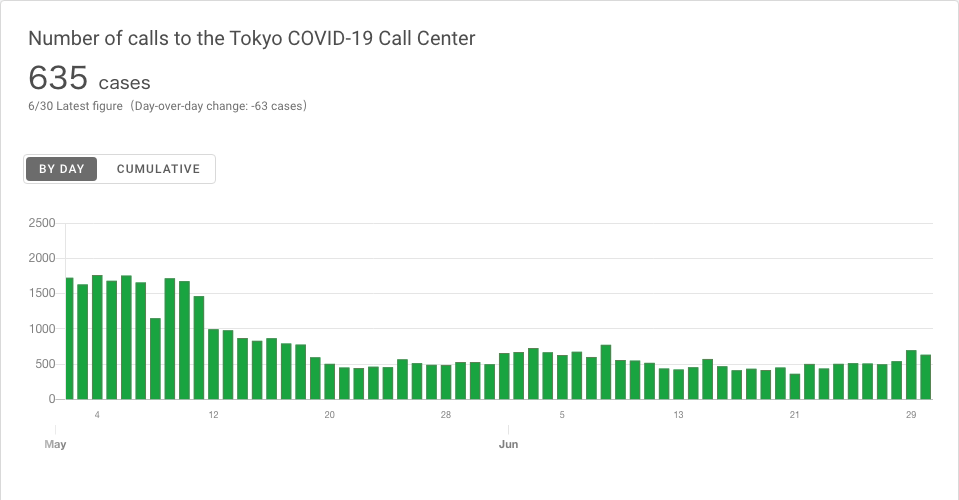 Number of calls to the Tokyo COVID-19 Call Center
635 cases
6/30 Latest figure（Day-over-day change: -63 cases）
BY DAY CUMULATIVE
2500
2000
1500
1000
500
0
4 12 20 28 5 13 21 29
May Jun